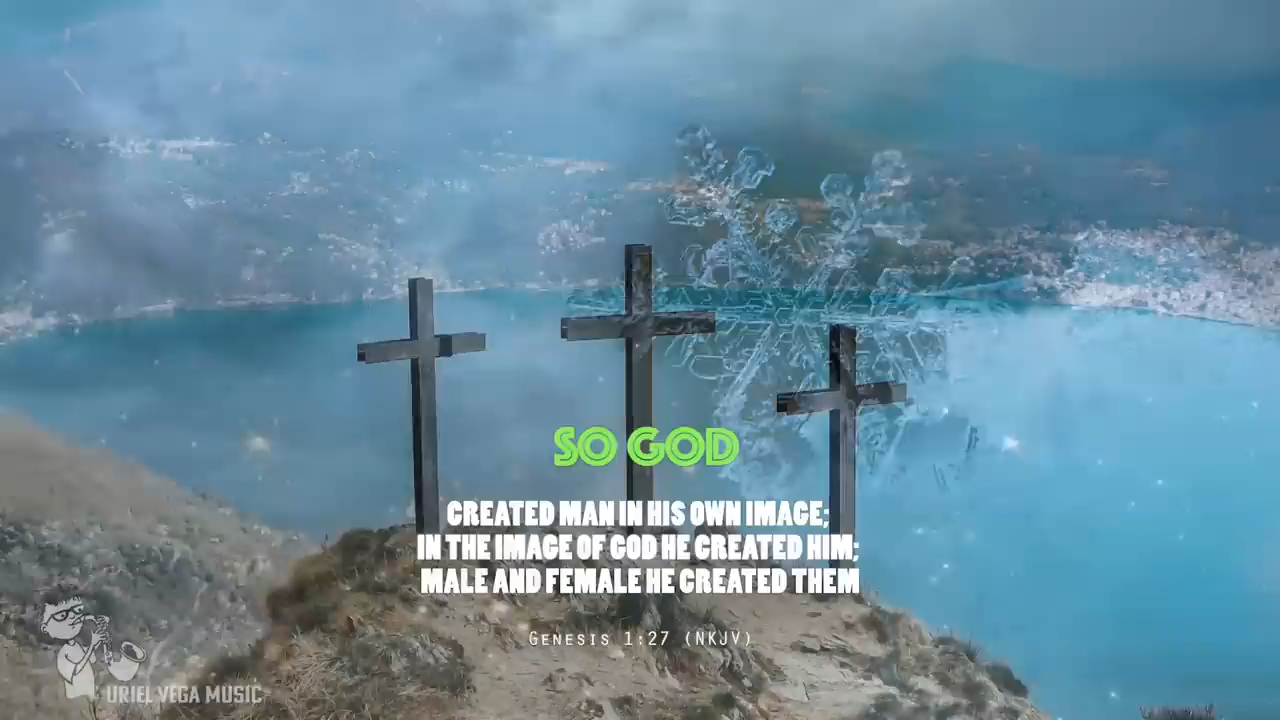 SO GOD
CREATED MAN IN HIS OWN IMAGE;
IN THE IMAGE OF GOD HE CREATED HIM;
MALE AND FEMALE HE CREATED THEM
Genesis 1:27 (NKJV)
URIEL VEGA MUSIC